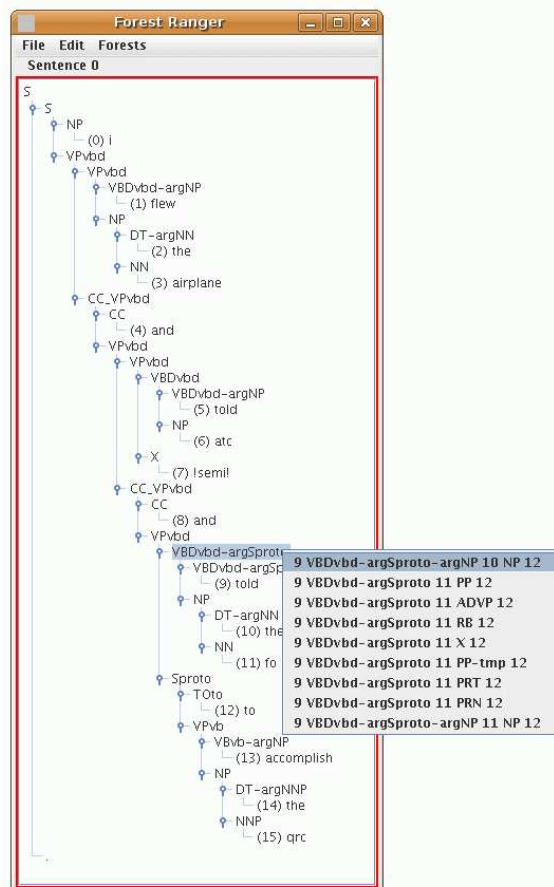 Forest Ranger
File Edit Forests
Sentence 0
S
S
NP
(0) i
VPvbd
VPvbd
VBDvbd-argNP
(1) flew
NP
DT-argNN
(2) the
NN
(3) airplane
CC_VPvbd
CC
(4) and
VPvbd
VPvbd
VBDvbd
VBDvbd-argNP
(5) told
NP
(6) atc
X
(7) !semi!
CC_VPvbd
CC
(8) and
VPvbd
VBDvbd-argSproto
9 VBDvbd-argSproto-argNP 10 NP 12
VBDvbd-argSp
(9) told
9 VBDvbd-argSproto 11 PP 12
9 VBDvbd-argSproto 11 ADVP 12
NP
DT-argNN
9 VBDvbd-argSproto 11 RB 12
(10) the
9 VBDvbd-argSproto 11 X 12
NN
9 VBDvbd-argSproto 11 PP-tmp 12
(11) fo
Sproto
9 VBDvbd-argSproto 11 PRT 12
TOto
9 VBDvbd-argSproto 11 PRN 12
(12) to
9 VBDvbd-argSproto-argNP 11 NP 12
VPvb
VBvb-argNP
(13) accomplish
NP
DT-argNNP
(14) the
NNP
(15) qrc
.